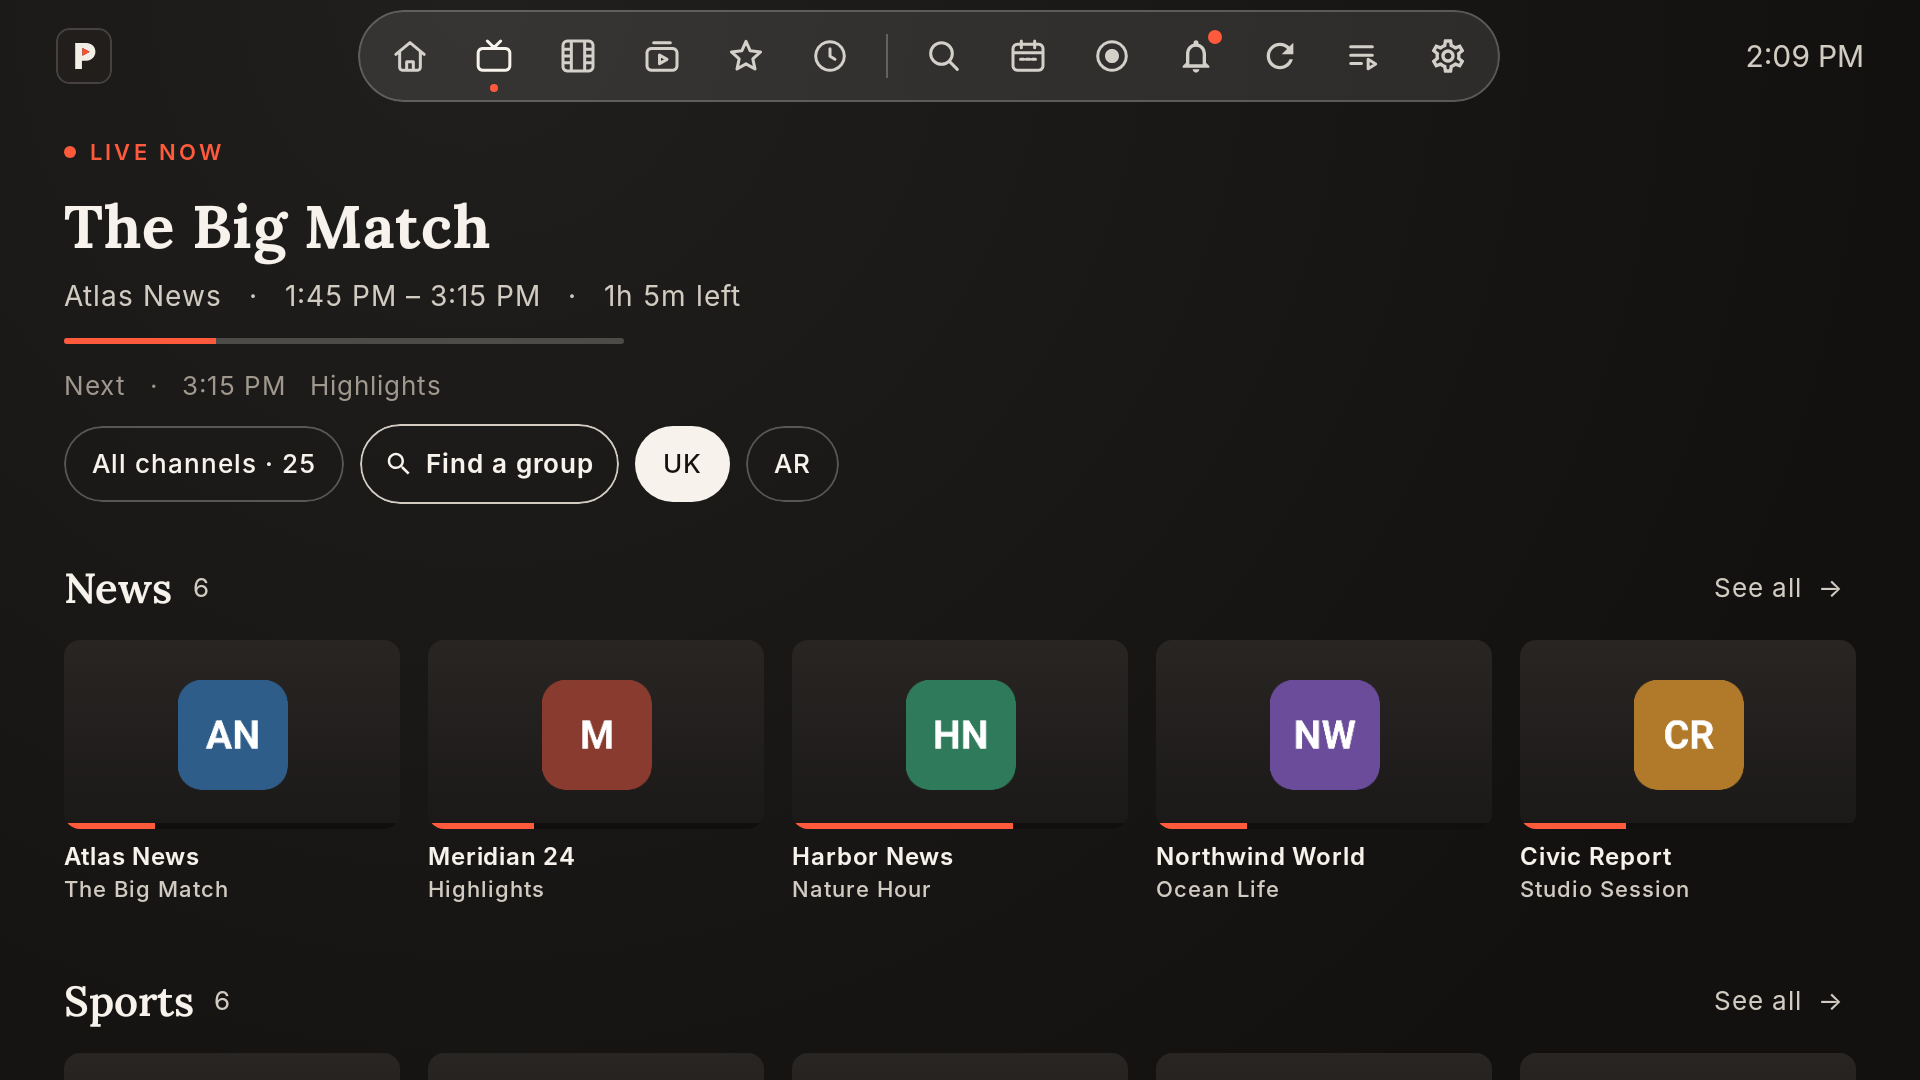 P
2:09 PM
LIVE NOW
The Big Match
Atlas News · 1:45 PM – 3:15 PM · 1h 5m left
Next · 3:15 PM Highlights
All channels · 25
Find a group
UK
AR
News 6
See all →
AN
M
HN
NW
CR
Atlas News
The Big Match
Meridian 24
Highlights
Harbor News
Nature Hour
Northwind World
Ocean Life
Civic Report
Studio Session
Sports 6
See all →